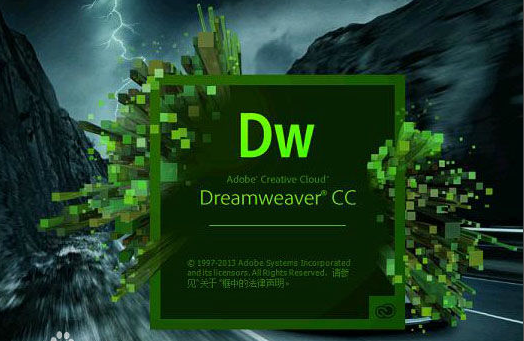 Dw
Adobe® Creative Cloud™
Dreamweaver® CC
© 1997-2013 Adobe Systems Incorporated
and its licensors. All Rights Reserved. 请参
见“关于 ”框中的法律声明。